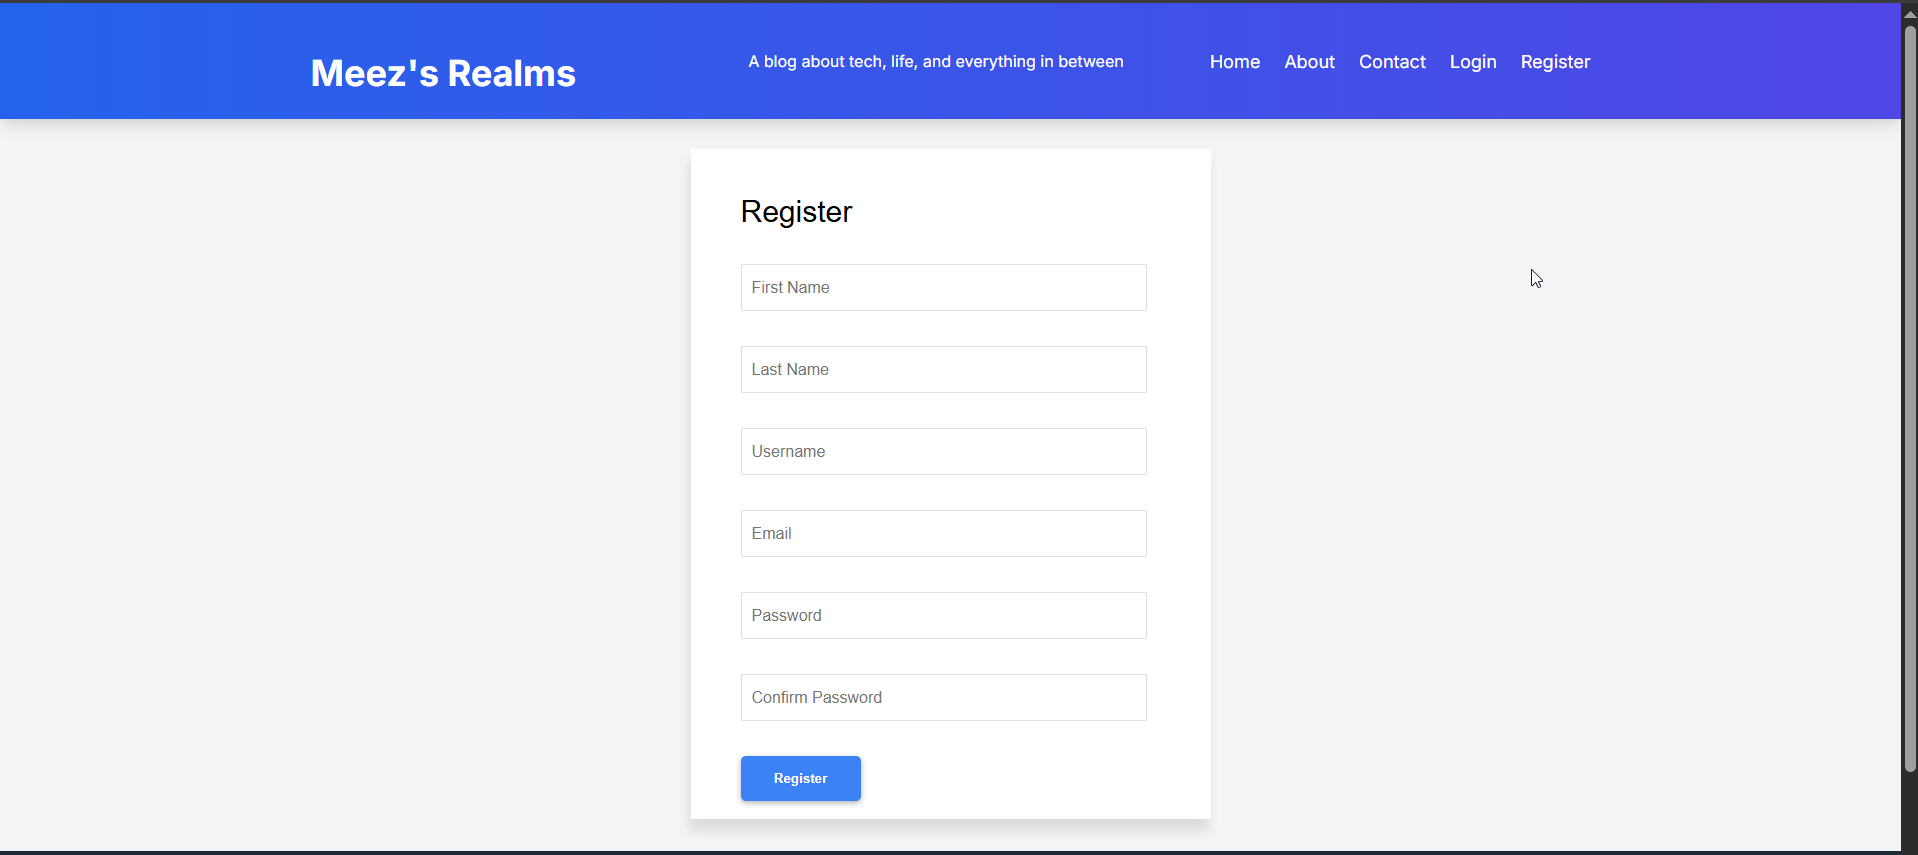 Meez's Realms
A blog about tech, life, and everything in between
Home About Contact Login Register
Register
First Name
Last Name
Username
Email
Password
Confirm Password
Register